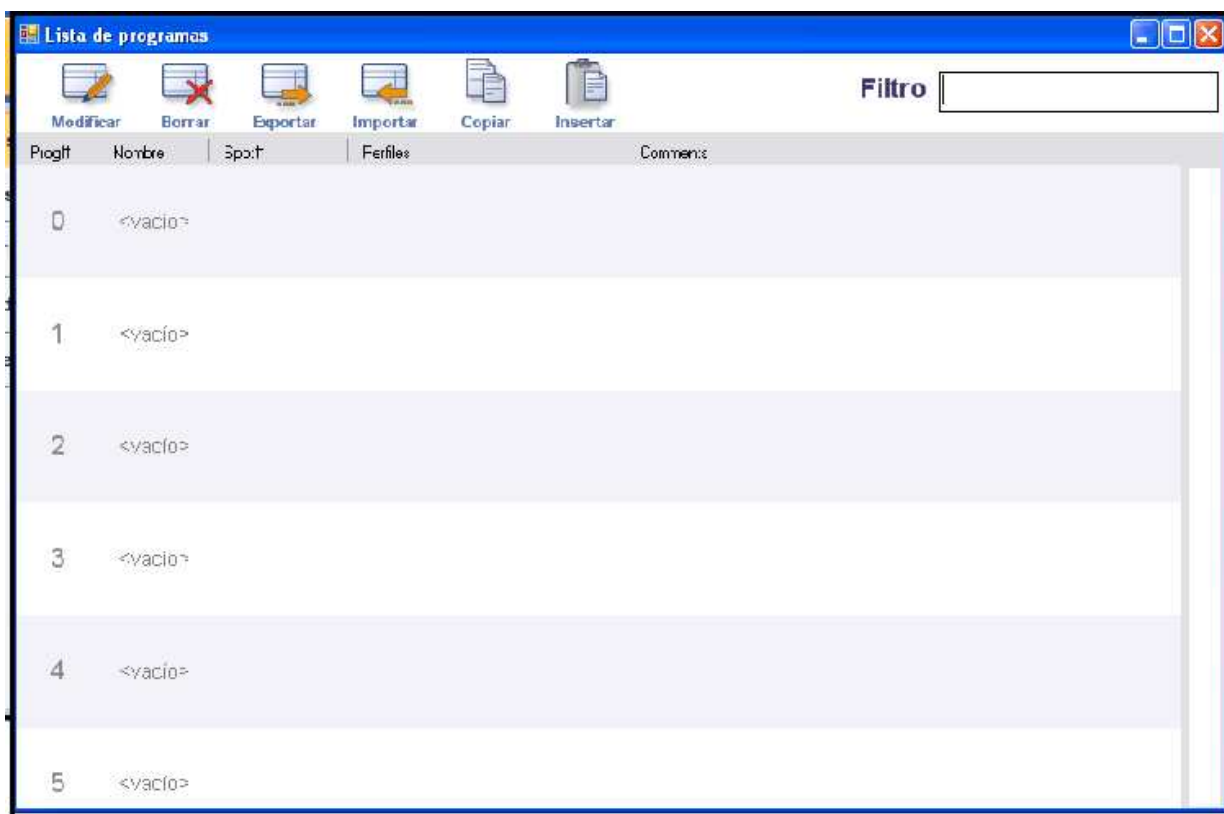 Lista de programas
Filtro
Modificar Borrar Exportar Importar Copiar Insertar
Nombre Perfiles
0 <vacío>
1 <vacío>
2 <vacío>
3 <vacío>
4 <vacío>
5 <vacío>